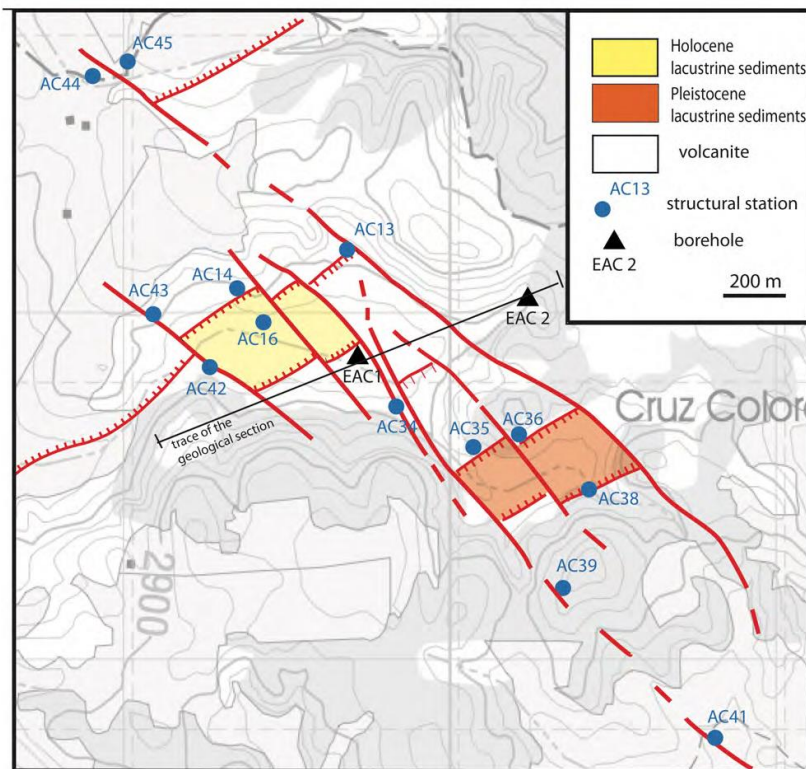 AC45
AC44
AC13
AC14
AC43
AC16
AC42
EAC1
EAC 2
AC34
trace of the
geological section
AC35
AC36
AC38
AC39
AC41
Cruz Color
2900
Holocene
lacustrine sediments
Pleistocene
lacustrine sediments
volcanite
AC13
structural station
borehole
EAC 2
200 m